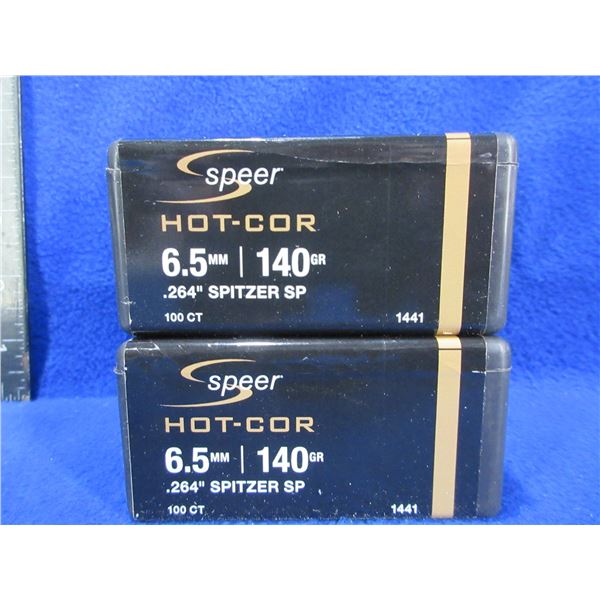 speer
HOT-COR
6.5MM | 140GR
.264" SPITZER SP
100 CT 1441
speer
HOT-COR
6.5MM | 140GR
.264" SPITZER SP
100 CT 1441